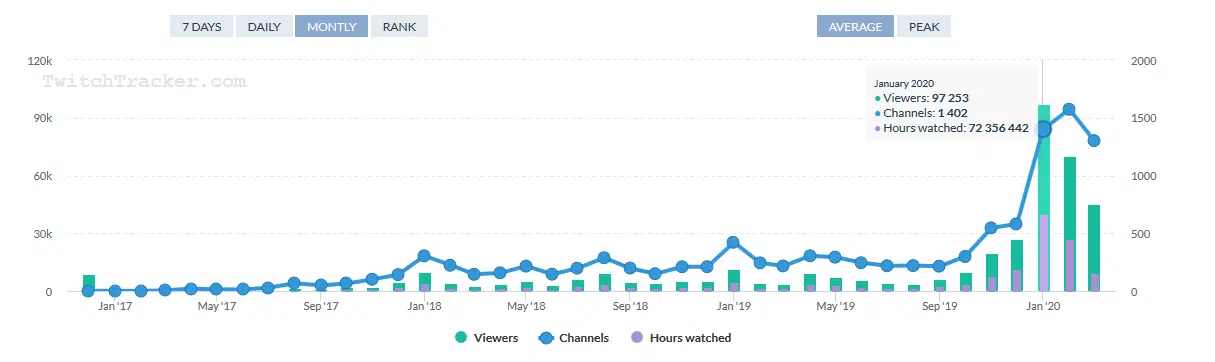 7 DAYS DAILY MONTLY RANK AVERAGE PEAK
120k 2000
TwitchTracker.com
January 2020
Viewers: 97 253
Channels: 1 402
Hours watched: 72 356 442
90k 1500
60k 1000
30k 500
0 0
Jan '17 May '17 Sep '17 Jan '18 May '18 Sep '18 Jan '19 May '19 Sep '19 Jan '20
Viewers Channels Hours watched